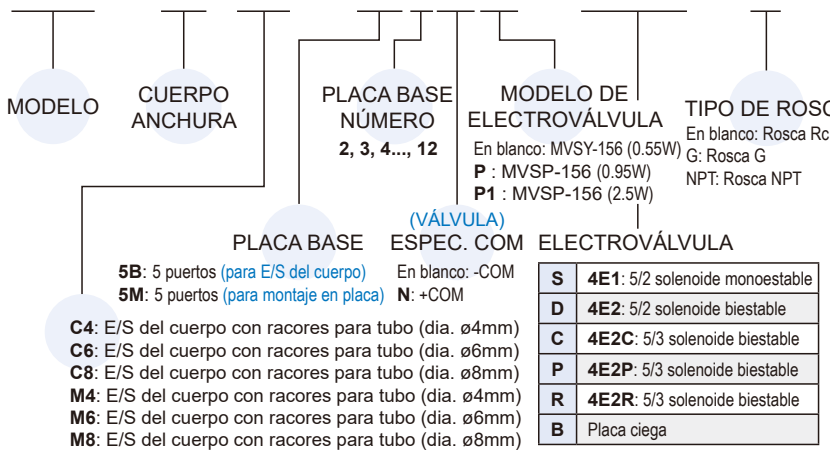 MODELO
CUERPO
ANCHURA
PLACA BASE
NÚMERO
2, 3, 4..., 12
MODELO DE
ELECTROVÁLVULA
En blanco: MVSY-156 (0.55W)
P : MVSP-156 (0.95W)
P1 : MVSP-156 (2.5W)
TIPO DE ROSC
En blanco: Rosca Rc
G: Rosca G
NPT: Rosca NPT
PLACA BASE
5B: 5 puertos (para E/S del cuerpo)
5M: 5 puertos (para montaje en placa)
(VÁLVULA)
ESPEC. COM
En blanco: -COM
N: +COM
ELECTROVÁLVULA
S 4E1: 5/2 solenoide monoestable
D 4E2: 5/2 solenoide biestable
C 4E2C: 5/3 solenoide biestable
P 4E2P: 5/3 solenoide biestable
R 4E2R: 5/3 solenoide biestable
B Placa ciega
C4: E/S del cuerpo con racores para tubo (dia. ø4mm)
C6: E/S del cuerpo con racores para tubo (dia. ø6mm)
C8: E/S del cuerpo con racores para tubo (dia. ø8mm)
M4: E/S del cuerpo con racores para tubo (dia. ø4mm)
M6: E/S del cuerpo con racores para tubo (dia. ø6mm)
M8: E/S del cuerpo con racores para tubo (dia. ø8mm)